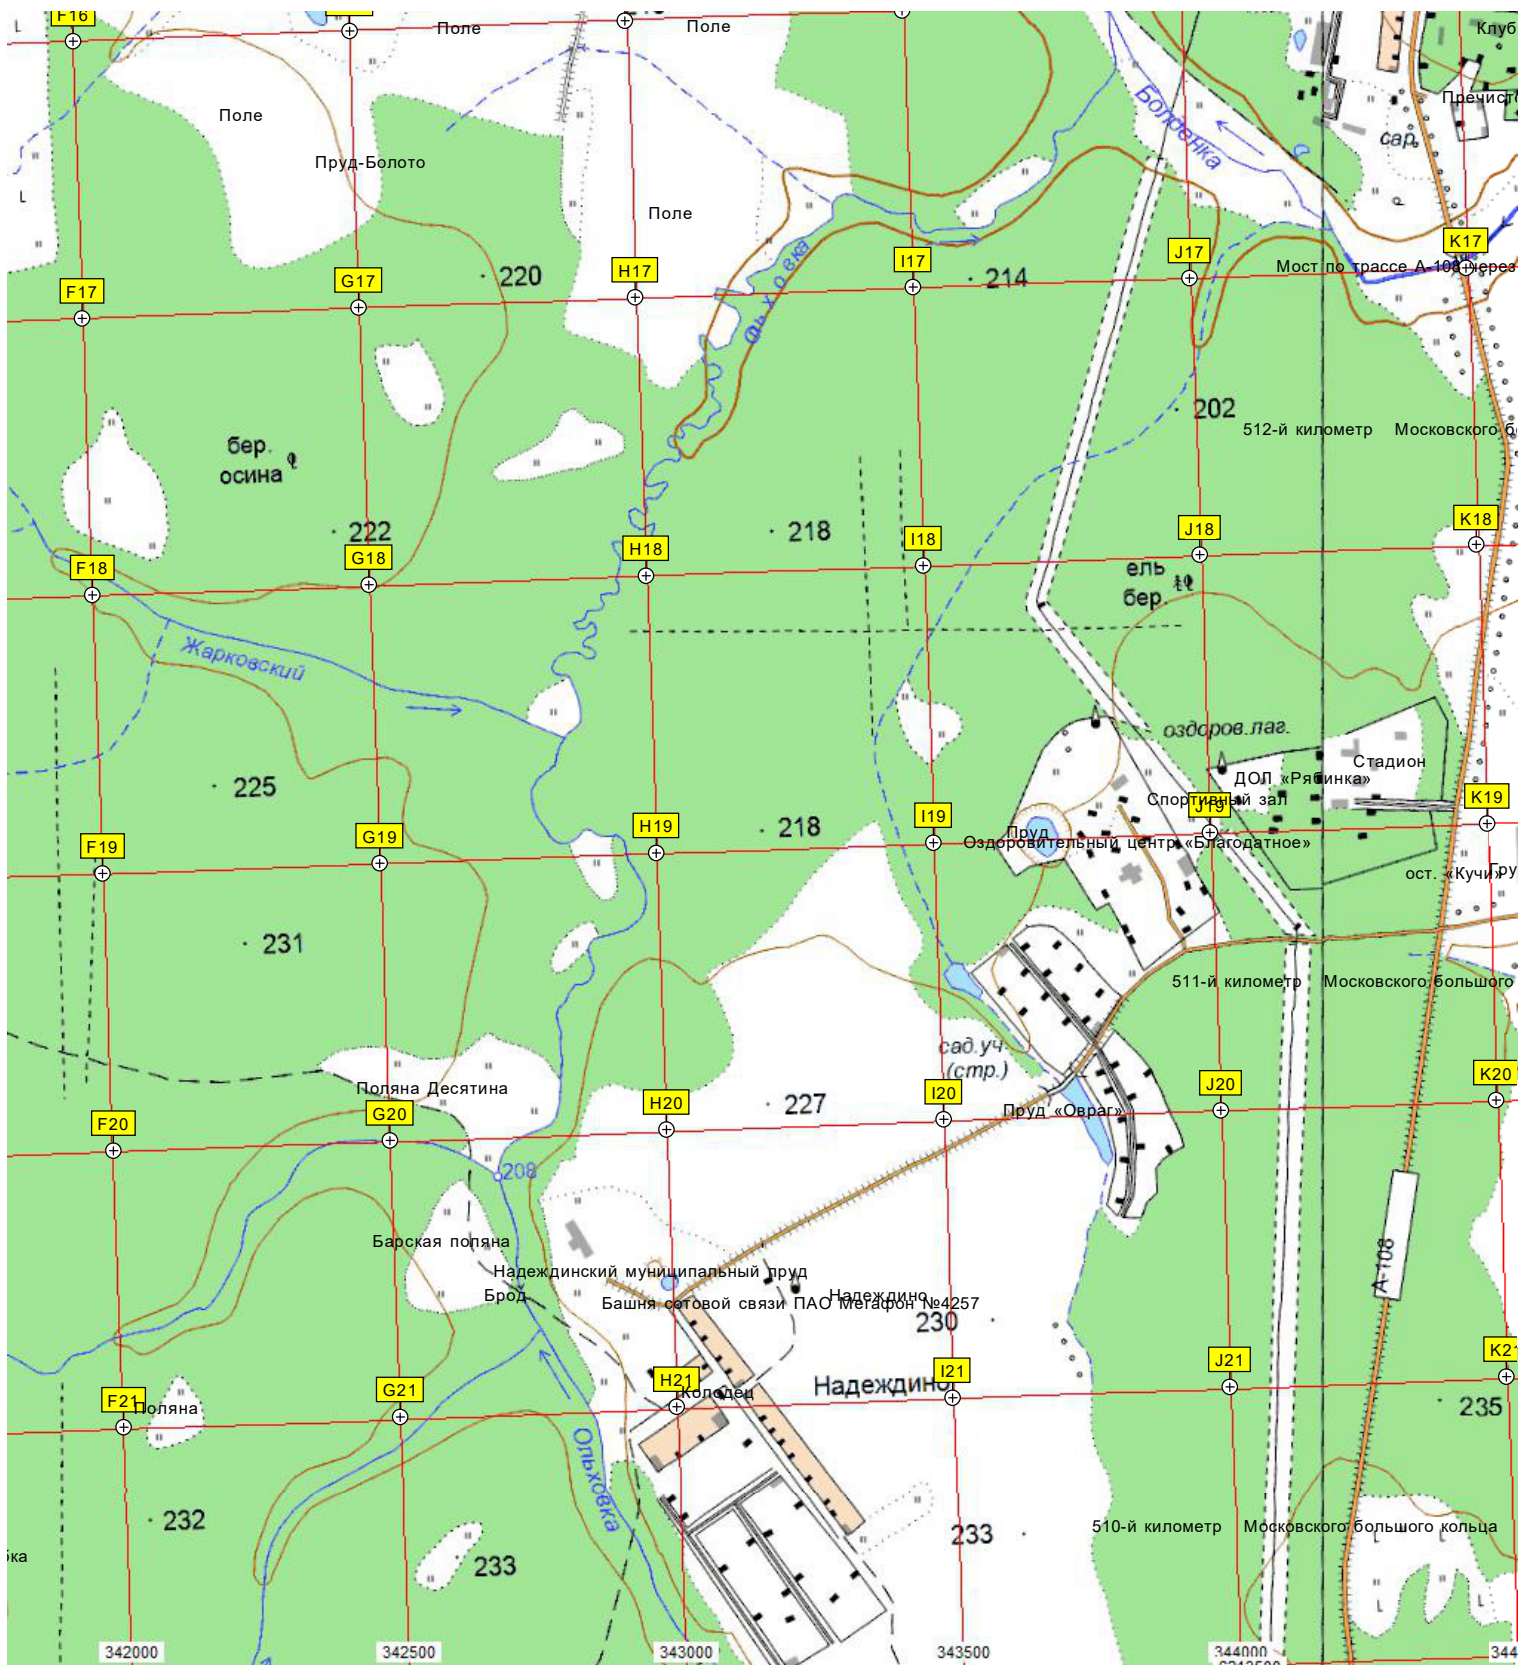 F16
Поле
Поле
Клуб
Поле
Болденка
Пруд-Болото
сар.
Поле
K17
J17
I17
H17
G17
F17
Мост по трассе А-108 через
220
214
Ольховка
202
512-й километр
Московского
бер.
осина
222
218
K18
J18
I18
H18
G18
F18
ель
бер.
Жарковский
оздоров.лаг.
Стадион
ДОЛ «Рябинка»
225
Спортивный зал
K19
J19
I19
H19
G19
F19
218
Пруд
Оздоровительный центр «Благодатное»
ост. «Кучи»
231
511-й километр
Московского большого
сад.уч.
(стр.)
Поляна Десятина
K20
J20
I20
H20
G20
F20
227
Пруд «Овраг»
208
Барская поляна
А-108
Надеждинский муниципальный пруд
Брод
Надеждино
Башня сотовой связи ПАО Мегафон №4257
230
K21
J21
I21
H21
G21
F21
Колодец
Надеждино
Поляна
235
Ольховка
232
233
510-й километр
Московского большого кольца
233
342000
342500
343000
343500
344000